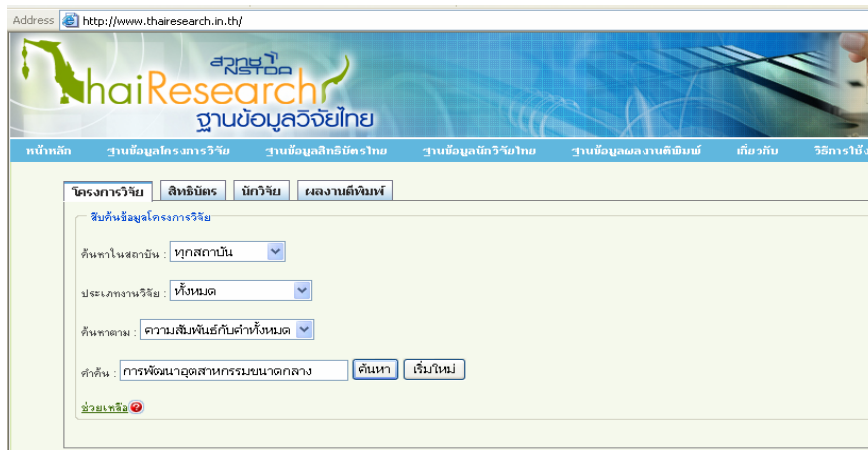 Address http://www.thairesearch.in.th/
สวทช
NSTDA
ThaiResearch
ฐานข้อมูลวิจัยไทย
หน้าหลัก ฐานข้อมูลโครงการวิจัย ฐานข้อมูลสิทธิบัตรไทย ฐานข้อมูลนักวิจัยไทย ฐานข้อมูลผลงานตีพิมพ์ เกี่ยวกับ วิธีการใช้
โครงการวิจัย สิทธิบัตร นักวิจัย ผลงานตีพิมพ์
สืบค้นข้อมูลโครงการวิจัย
ค้นหาในสถาบัน : ทุกสถาบัน
ประเภทงานวิจัย : ทั้งหมด
ค้นหาตาม : ความสัมพันธ์กับคำทั้งหมด
คำค้น : การพัฒนาอุตสาหกรรมขนาดกลาง ค้นหา เริ่มใหม่
ช่วยเหลือ